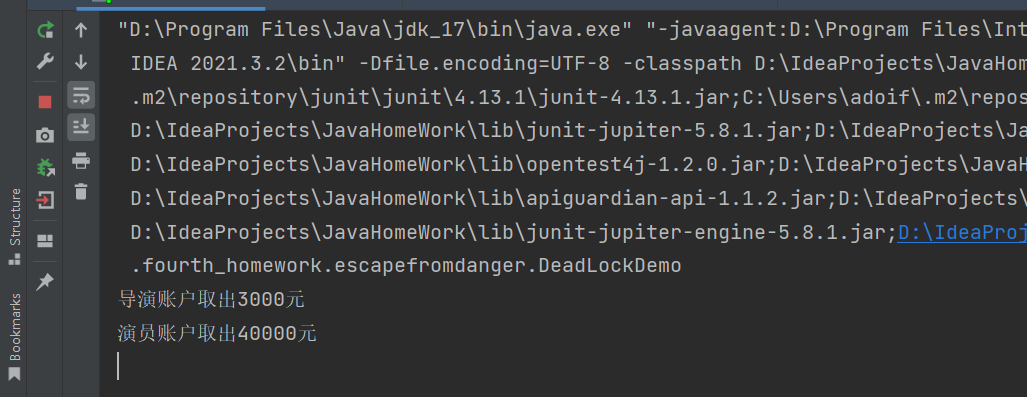 "D:\Program Files\Java\jdk_17\bin\java.exe" "-javaagent:D:\Program Files\Int
IDEA 2021.3.2\bin" -Dfile.encoding=UTF-8 -classpath D:\IdeaProjects\JavaHom
.m2\repository\junit\junit\4.13.1\junit-4.13.1.jar;C:\Users\adoif\.m2\repos
D:\IdeaProjects\JavaHomeWork\lib\junit-jupiter-5.8.1.jar;D:\IdeaProjects\Ja
D:\IdeaProjects\JavaHomeWork\lib\opentest4j-1.2.0.jar;D:\IdeaProjects\JavaH
D:\IdeaProjects\JavaHomeWork\lib\apiguardian-api-1.1.2.jar;D:\IdeaProjects\
D:\IdeaProjects\JavaHomeWork\lib\junit-jupiter-engine-5.8.1.jar;D:\IdeaProj
.fourth_homework.escapefromdanger.DeadLockDemo
导演账户取出3000元
演员账户取出40000元
Structure
Bookmarks